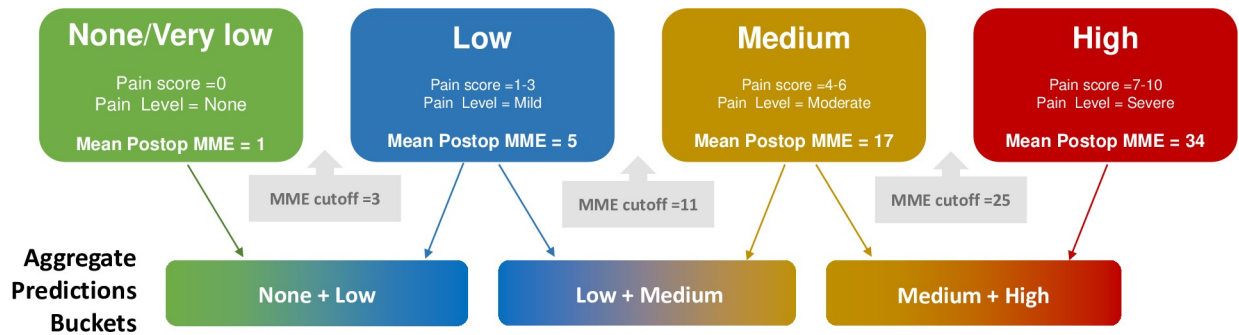 None/Very low
Pain score =0
Pain Level = None
Mean Postop MME = 1
Low
Pain score =1-3
Pain Level = Mild
Mean Postop MME = 5
Medium
Pain score =4-6
Pain Level = Moderate
Mean Postop MME = 17
High
Pain score =7-10
Pain Level = Severe
Mean Postop MME = 34
MME cutoff =3
MME cutoff =11
MME cutoff =25
Aggregate
Predictions
Buckets
None + Low
Low + Medium
Medium + High